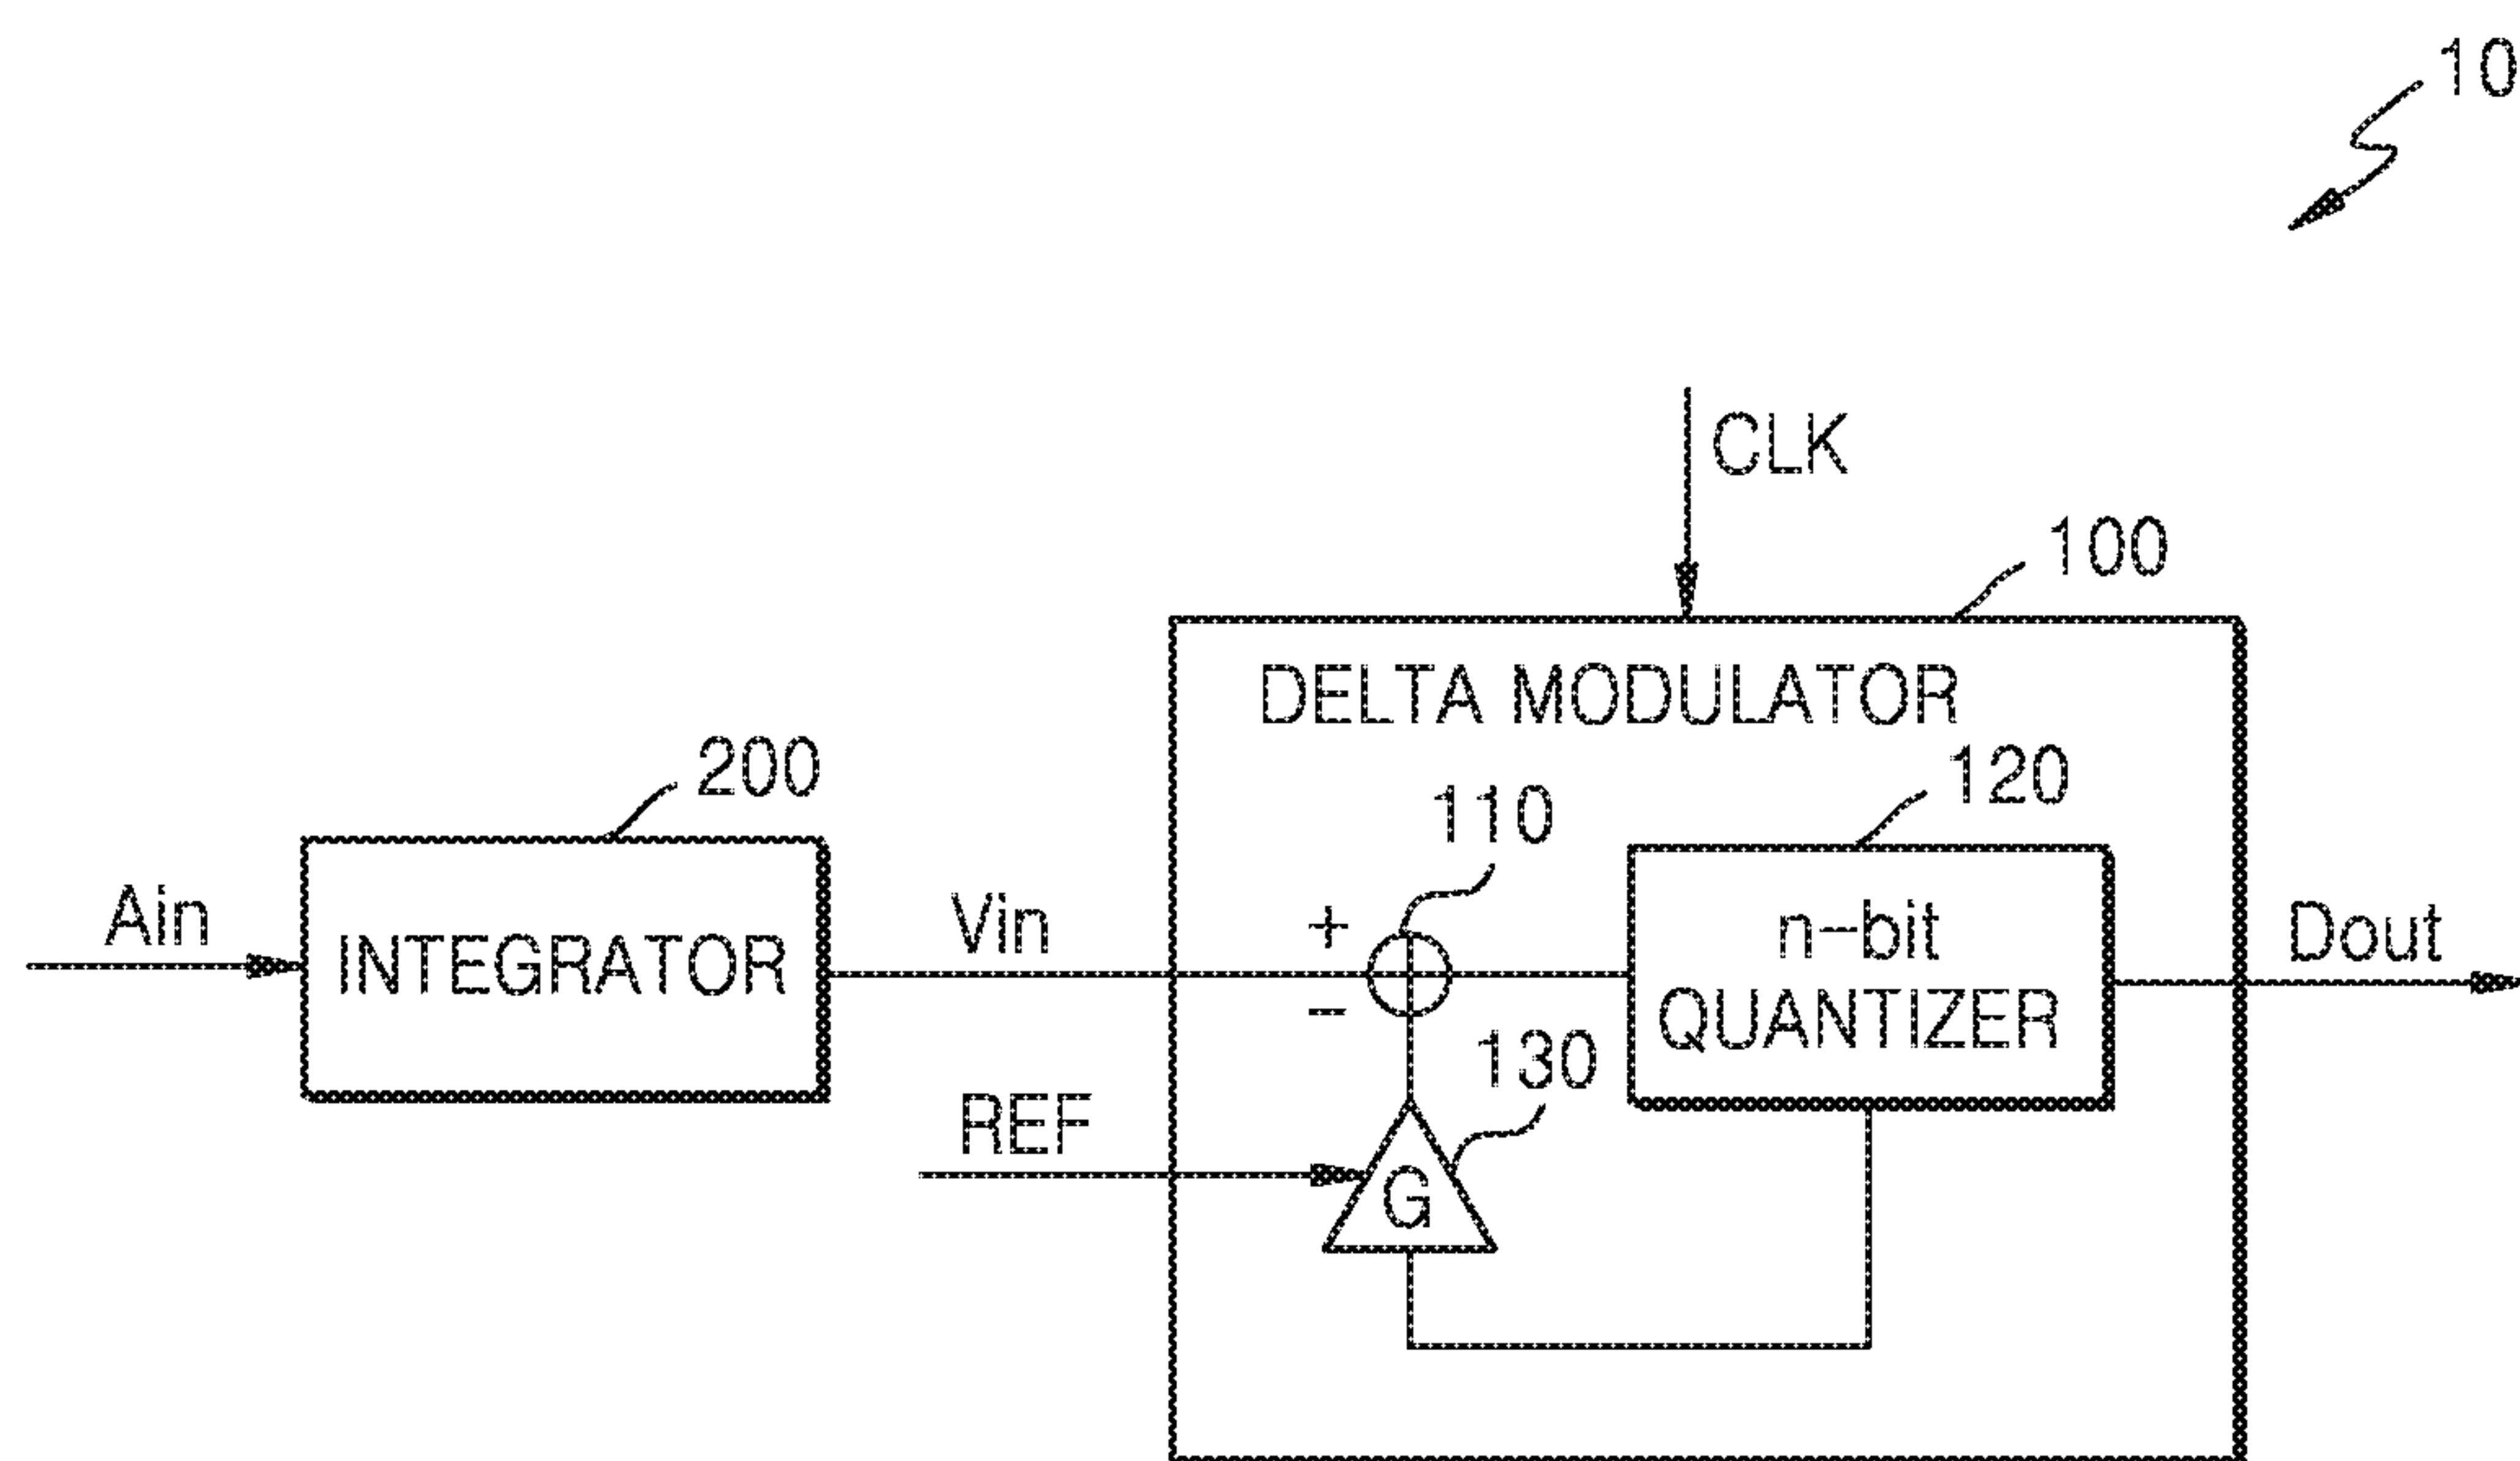 10
CLK
100
DELTA MODULATOR
200
120
110
Ain
INTEGRATOR
Vin
+
−
n-bit
QUANTIZER
Dout
130
REF
G